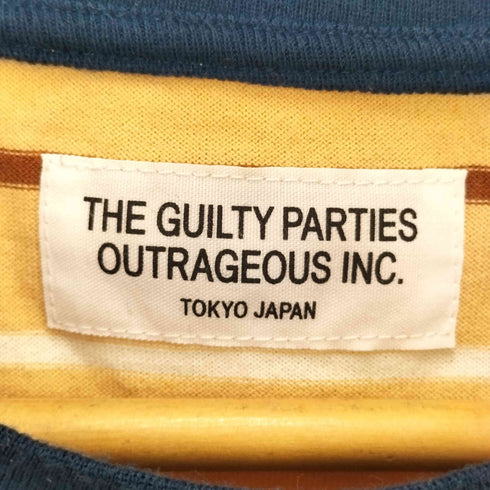 THE GUILTY PARTIES
OUTRAGEOUS INC.
TOKYO JAPAN